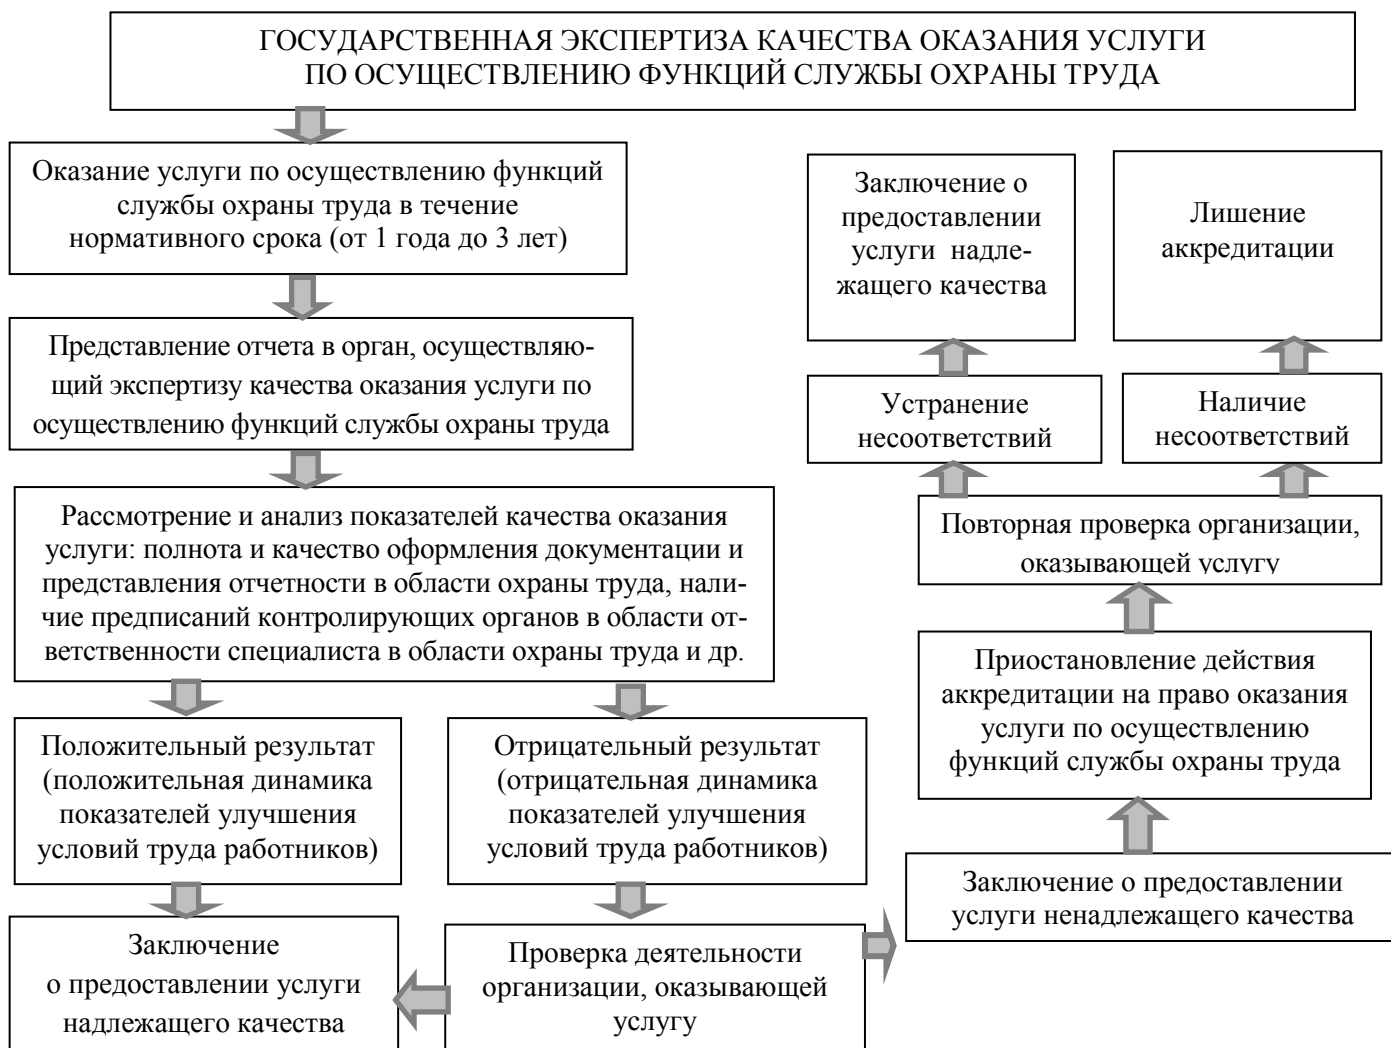 ГОСУДАРСТВЕННАЯ ЭКСПЕРТИЗА КАЧЕСТВА ОКАЗАНИЯ УСЛУГИ
ПО ОСУЩЕСТВЛЕНИЮ ФУНКЦИЙ СЛУЖБЫ ОХРАНЫ ТРУДА
Оказание услуги по осуществлению функций
службы охраны труда в течение
нормативного срока (от 1 года до 3 лет)
Представление отчета в орган, осуществляю-
щий экспертизу качества оказания услуги по
осуществлению функций службы охраны труда
Рассмотрение и анализ показателей качества оказания
услуги: полнота и качество оформления документации и
представления отчетности в области охраны труда, нали-
чие предписаний контролирующих органов в области от-
ветственности специалиста в области охраны труда и др.
Положительный результат
(положительная динамика
показателей улучшения
условий труда работников)
Отрицательный результат
(отрицательная динамика
показателей улучшения
условий труда работников)
Заключение
о предоставлении услуги
надлежащего качества
Проверка деятельности
организации, оказывающей
услугу
Заключение о предоставлении
услуги ненадлежащего качества
Приостановление действия
аккредитации на право оказания
услуги по осуществлению
функций службы охраны труда
Повторная проверка организации,
оказывающей услугу
Устранение
несоответствий
Наличие
несоответствий
Заключение о
предоставлении
услуги надле-
жащего качества
Лишение
аккредитации